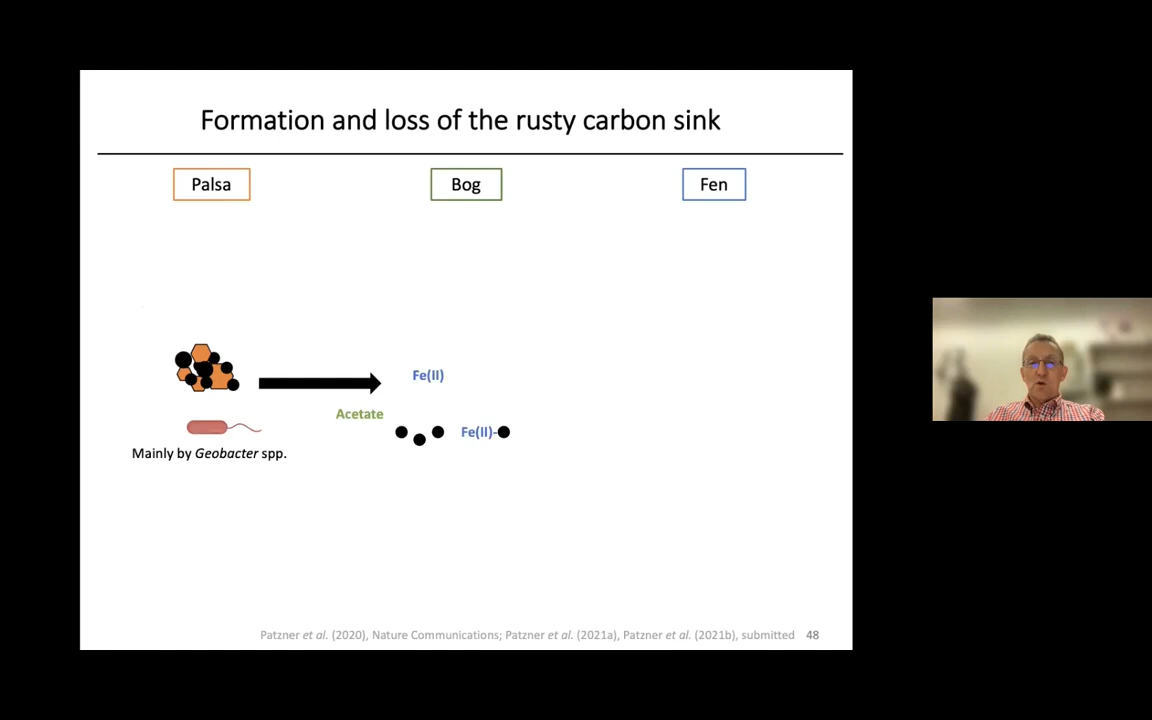 Formation and loss of the rusty carbon sink
Palsa
Bog
Fen
Fe(II)
Acetate
Fe(II)-
Mainly by Geobacter spp.
Patzner et al. (2020), Nature Communications; Patzner et al. (2021a), Patzner et al. (2021b), submitted 48